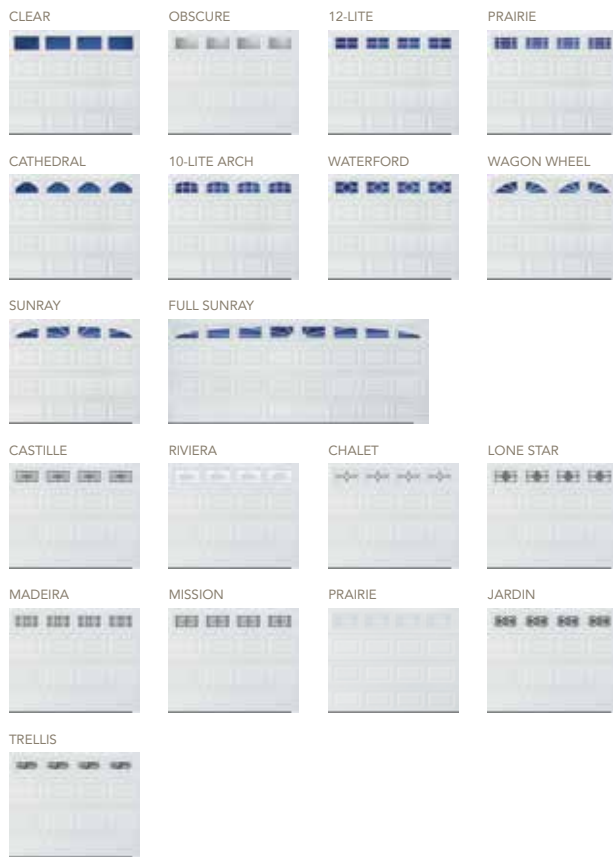 CLEAR
OBSCURE
12-LITE
PRAIRIE
CATHEDRAL
10-LITE ARCH
WATERFORD
WAGON WHEEL
SUNRAY
FULL SUNRAY
CASTILLE
RIVIERA
CHALET
LONE STAR
MADEIRA
MISSION
PRAIRIE
JARDIN
TRELLIS